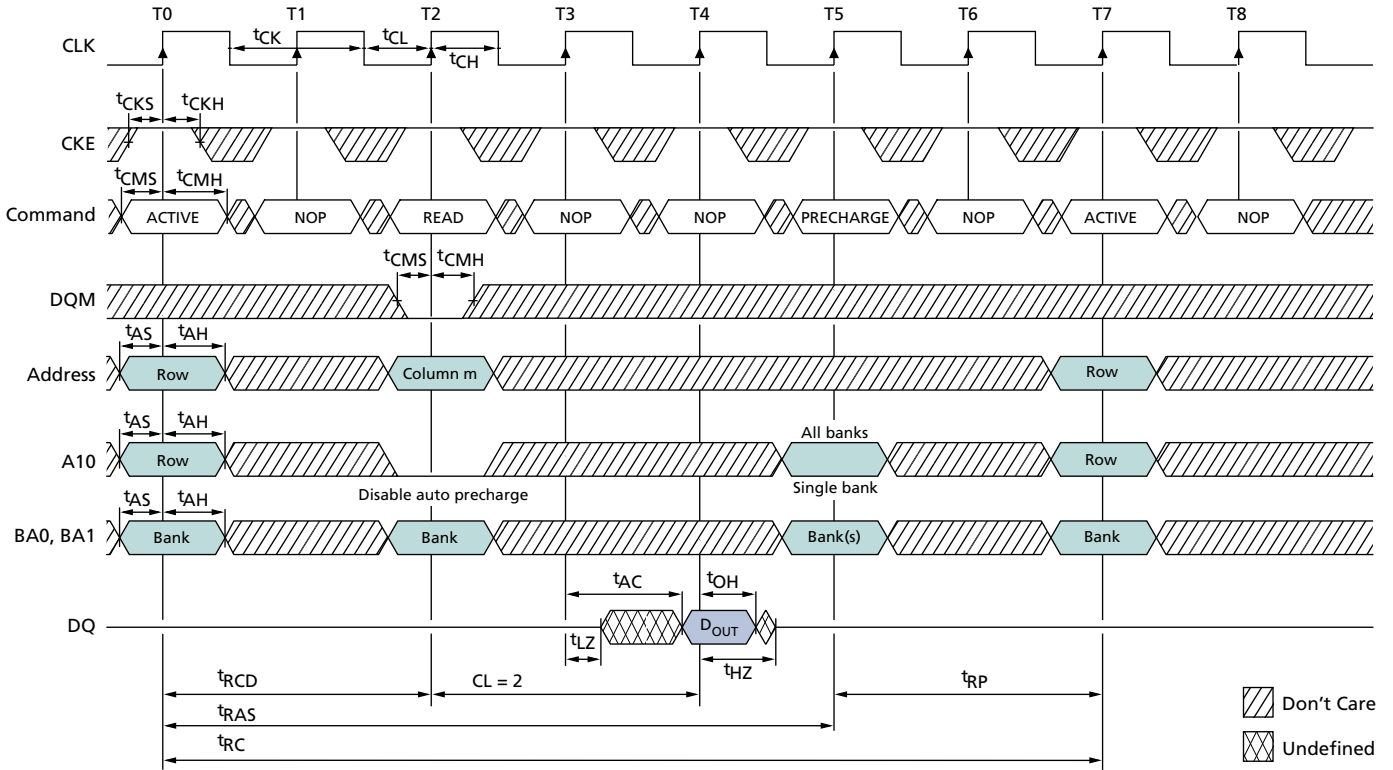 T0 T1 T2 T3 T4 T5 T6 T7 T8
CLK tCK tCL
tCH
tCKS tCKH
CKE
tCMS tCMH
Command ACTIVE NOP READ NOP NOP PRECHARGE NOP ACTIVE NOP
tCMS tCMH
DQM
tAS tAH
Address Row Column m Row
tAS tAH All banks
A10 Row Row
Disable auto precharge Single bank
tAS tAH
BA0, BA1 Bank Bank Bank(s) Bank
tAC tOH
DQ DOUT
tLZ tHZ
tRCD CL = 2 tRP
tRAS Don't Care
tRC Undefined